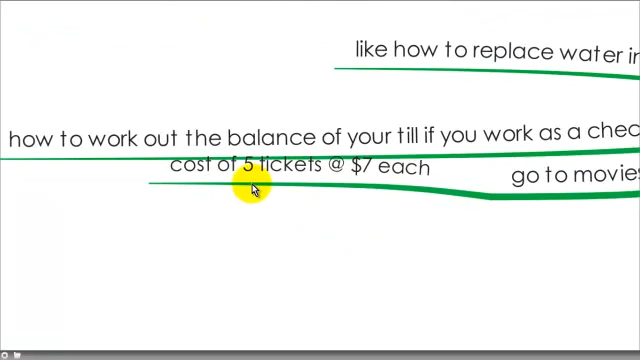 like how to replace water in
how to work out the balance of your till if you work as a chec
cost of 5 tickets @ $7 each
go to movies